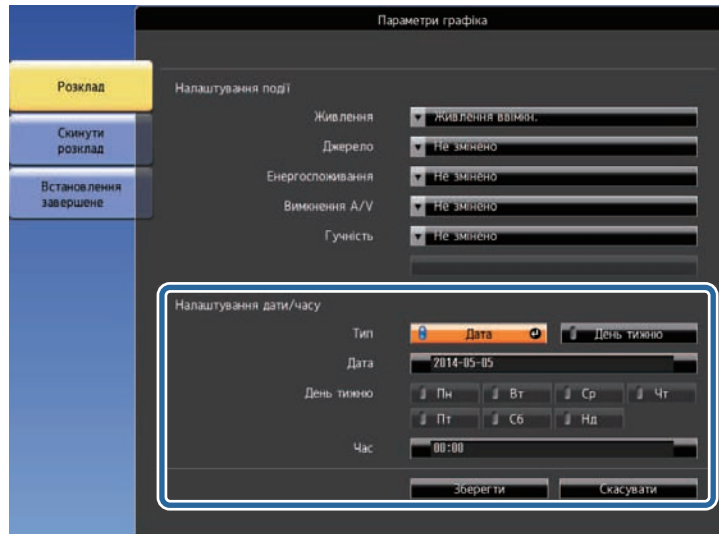 Параметри графіка
Розклад
Скинути
розклад
Встановлення
завершене
Налаштування події
Живлення
Живлення ввімкн.
Джерело
Не змінено
Енергоспоживання
Не змінено
Вимкнення A/V
Не змінено
Гучність
Не змінено
Налаштування дати/часу
Тип
Дата
День тижню
Дата
2014-05-05
День тижню
Пн Вт Ср Чт
Пт Сб Нд
Час
00:00
Зберегти
Скасувати